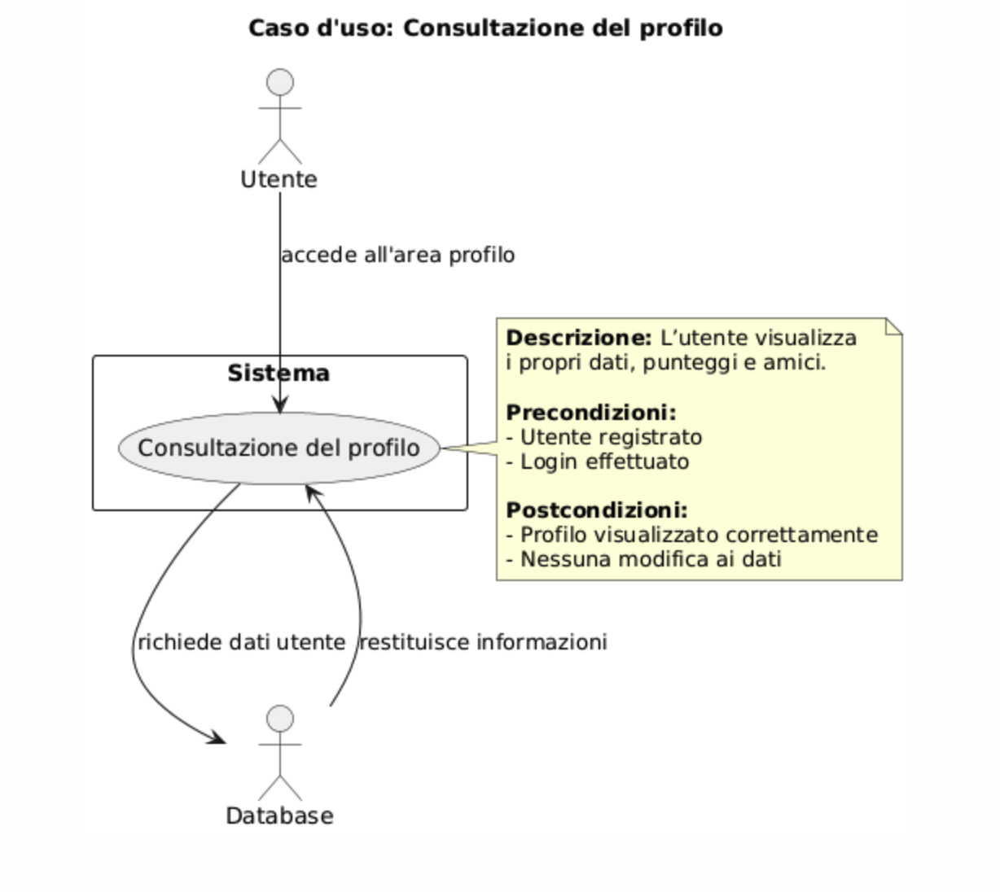 Caso d'uso: Consultazione del profilo
Utente
accede all'area profilo
Sistema
Consultazione del profilo
Descrizione: L’utente visualizza
i propri dati, punteggi e amici.
Precondizioni:
- Utente registrato
- Login effettuato
Postcondizioni:
- Profilo visualizzato correttamente
- Nessuna modifica ai dati
richiede dati utente
restituisce informazioni
Database